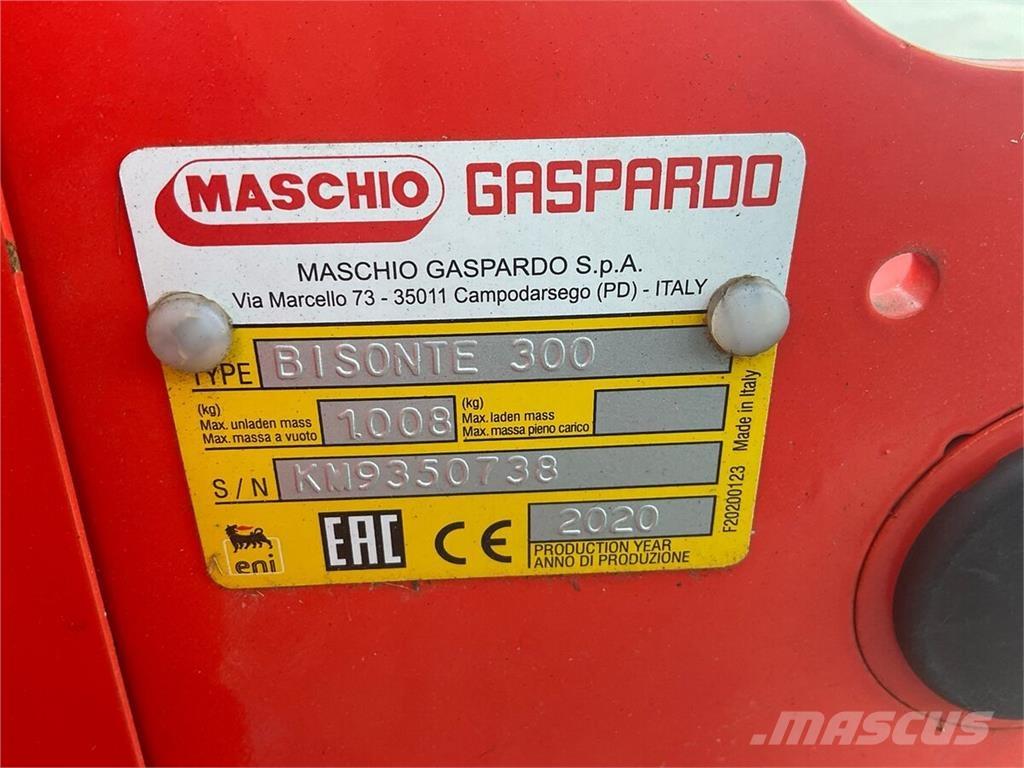 MASCHIO GASPARDO
MASCHIO GASPARDO S.p.A.
Via Marcello 73 - 35011 Campodarsego (PD) - ITALY
TYPE BISONTE 300
(kg)
Max. unladen mass
Max. massa a vuoto
1008
(kg)
Max. laden mass
Max. massa pieno carico
S/N KM9350738
eni
EAC CE
2020
PRODUCTION YEAR
ANNO DI PRODUZIONE
F20200123 Made in Italy
MASCUS